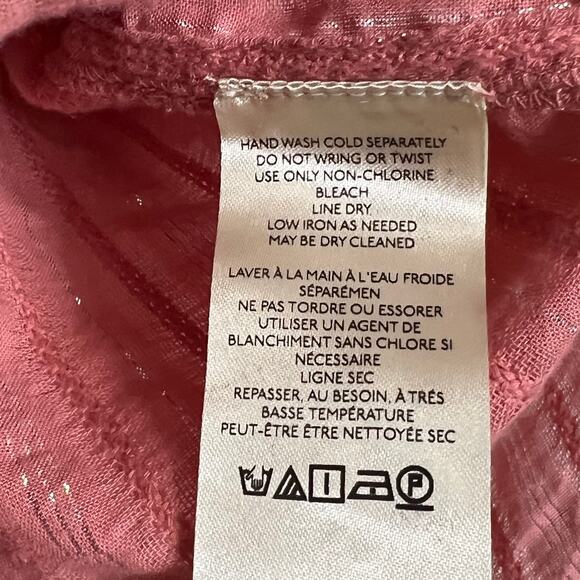 HAND WASH COLD SEPARATELY
DO NOT WRING OR TWIST
USE ONLY NON-CHLORINE
BLEACH
LINE DRY
LOW IRON AS NEEDED
MAY BE DRY CLEANED
LAVER À LA MAIN À L'EAU FROIDE
SÉPARÉMEN
NE PAS TORDRE OU ESSORER
UTILISER UN AGENT DE
BLANCHIMENT SANS CHLORE SI
NÉCESSAIRE
LIGNE SEC
REPASSER, AU BESOIN, À TRÉS
BASSE TEMPÉRATURE
PEUT-ÊTRE ÊTRE NETTOYÉE SEC
P